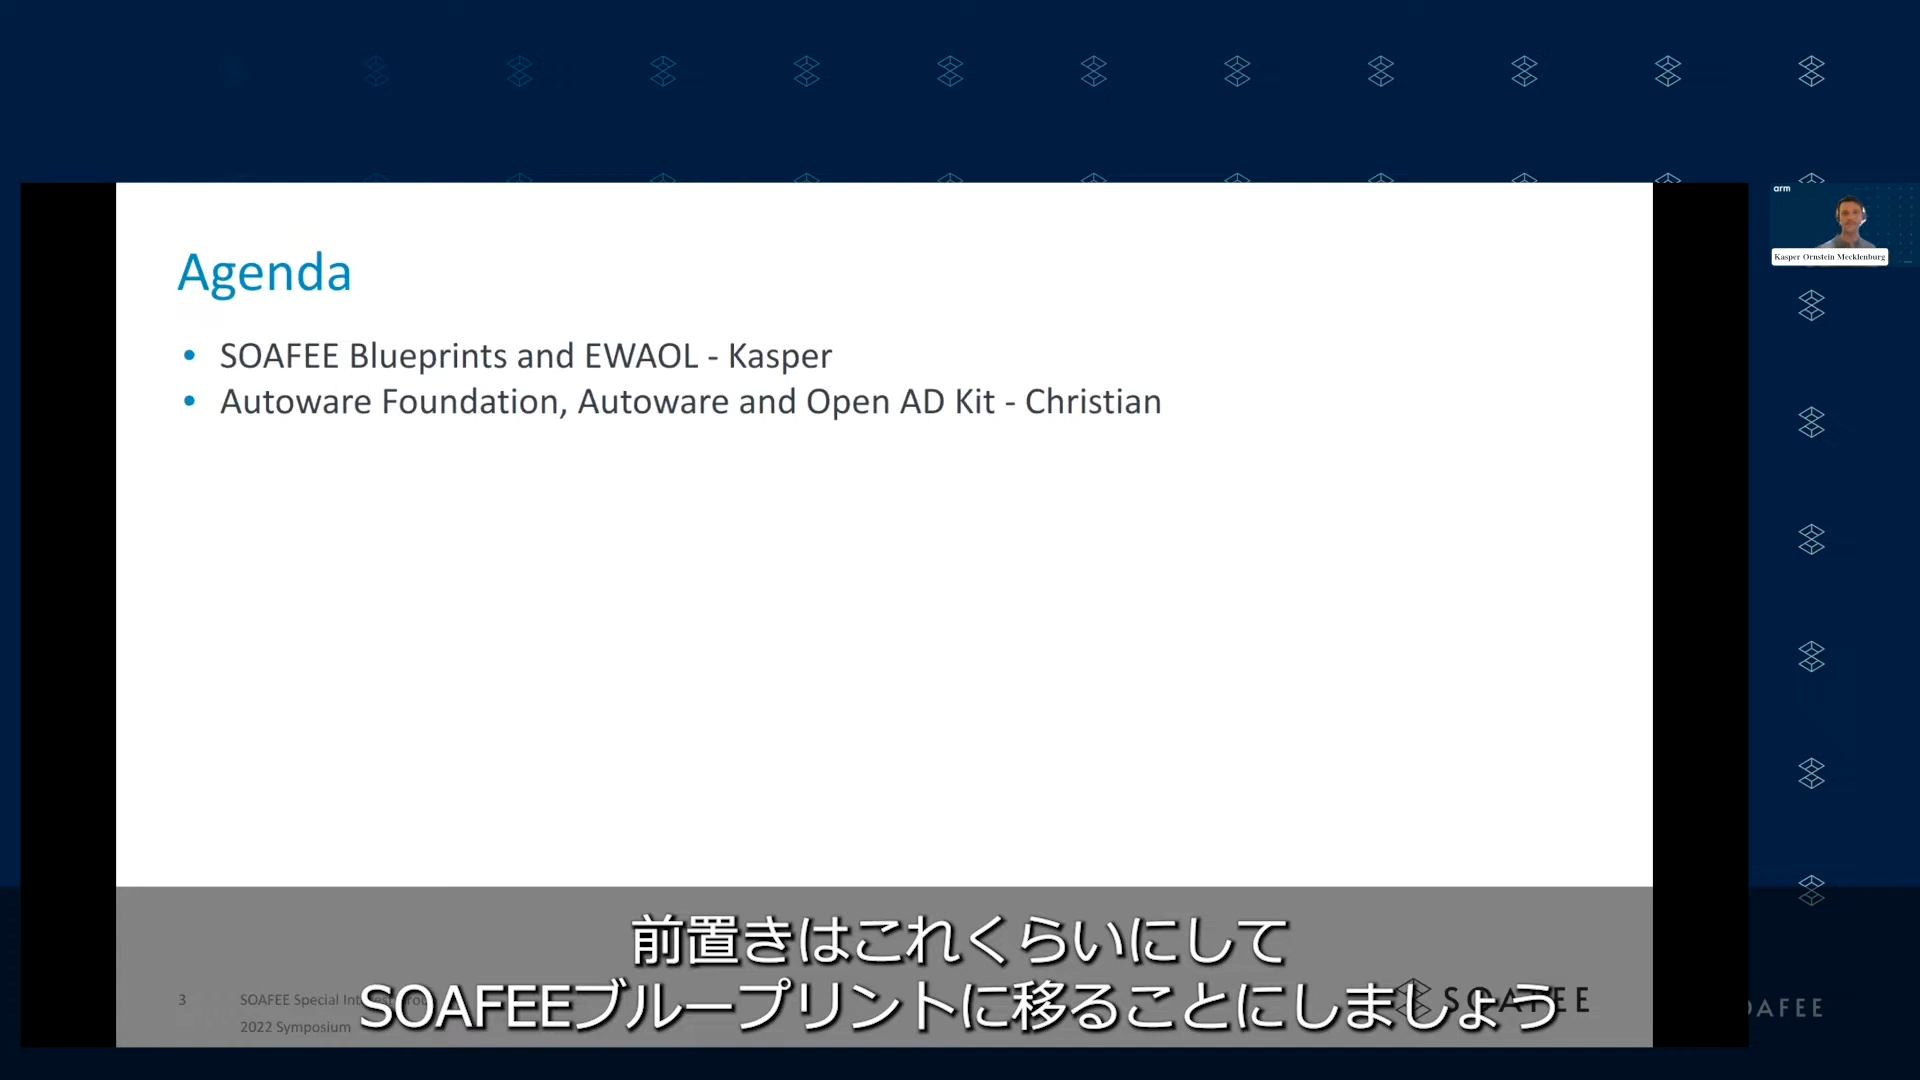 arm
Kasper Ornstein Mecklenburg
Agenda
• SOAFEE Blueprints and EWAOL - Kasper
• Autoware Foundation, Autoware and Open AD Kit - Christian
前置きはこれくらいにして
SOAFEEブループリントに移ることにしましょう
3
SOAFEE Special Interest Group
2022 Symposium
SOAFEE
OAFEE